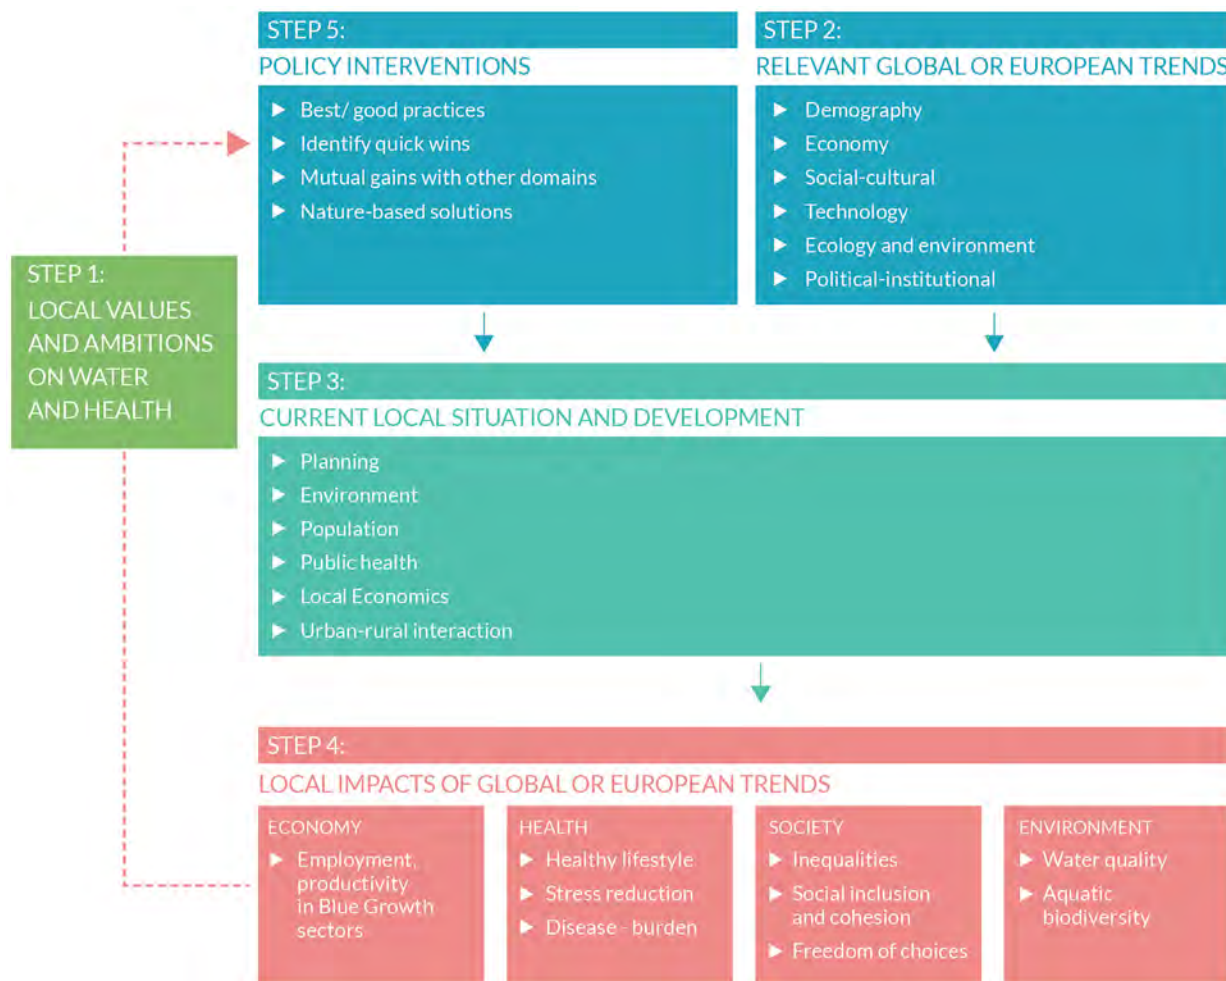 STEP 5:
POLICY INTERVENTIONS
Best/ good practices
Identify quick wins
Mutual gains with other domains
Nature-based solutions
STEP 2:
RELEVANT GLOBAL OR EUROPEAN TRENDS
Demography
Economy
Social-cultural
Technology
Ecology and environment
Political-institutional
STEP 1:
LOCAL VALUES
AND AMBITIONS
ON WATER
AND HEALTH
STEP 3:
CURRENT LOCAL SITUATION AND DEVELOPMENT
Planning
Environment
Population
Public health
Local Economics
Urban-rural interaction
STEP 4:
LOCAL IMPACTS OF GLOBAL OR EUROPEAN TRENDS
ECONOMY
Employment,
productivity
in Blue Growth
sectors
HEALTH
Healthy lifestyle
Stress reduction
Disease - burden
SOCIETY
Inequalities
Social inclusion
and cohesion
Freedom of choices
ENVIRONMENT
Water quality
Aquatic
biodiversity